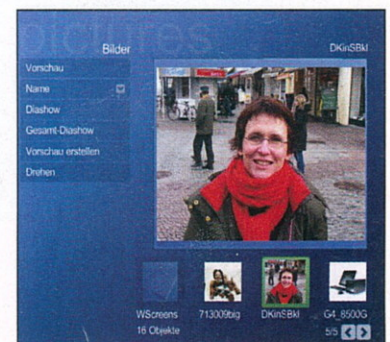 pictures
Bilder
DKinSBkl
Vorschau
Name
Diashow
Gesamt-Diashow
Vorschau erstellen
Drehen
WScreens 713009big DKinSBkl G4_8500G
16 Objekte 5/5